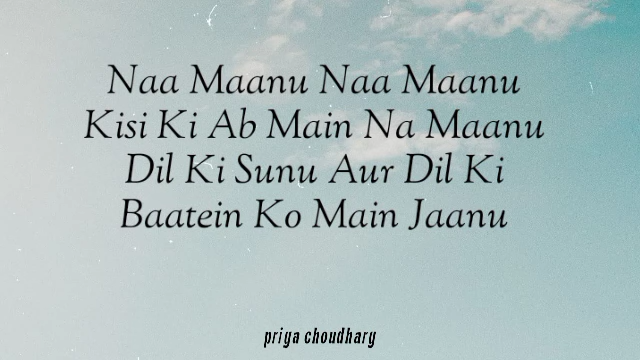 Naa Maanu Naa Maanu
Kisi Ki Ab Main Na Maanu
Dil Ki Sunu Aur Dil Ki
Baatein Ko Main Jaanu
priya choudhary